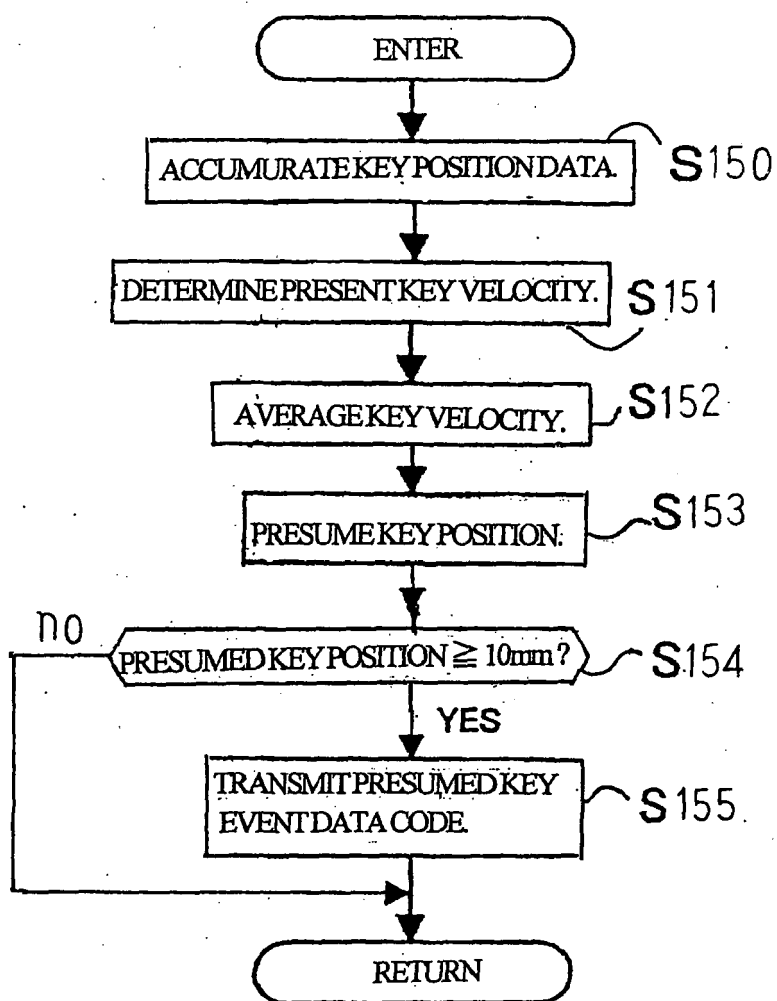 ENTER
ACCUMURATE KEY POSITION DATA.
S150
DETERMINE PRESENT KEY VELOCITY.
S151
AVERAGE KEY VELOCITY.
S152
PRESUME KEY POSITION.
S153
no
PRESUMED KEY POSITION ≧ 10mm?
S154
YES
TRANSMIT PRESUMED KEY
EVENT DATA CODE.
S155
RETURN